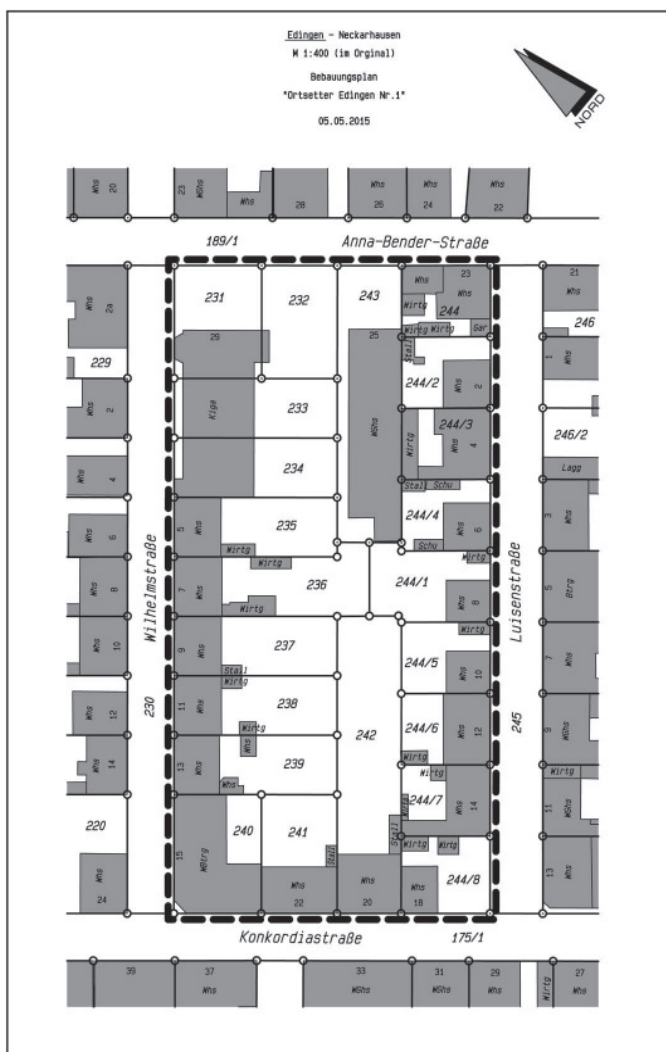 Edingen - Neckarhausen
M 1:400 (im Orginal)
Bebauungsplan
"Ortsetter Edingen Nr.1"
05.05.2015
NORD
Whs 20
23 WGhs
Whs
28
Whs 26
Whs 24
Whs 22
189/1 Anna-Bender-Straße
Whs 2a
231
232
243
Whs
23 Whs
21 Whs
Wirtg
244
246
29
25
Wirtg
Wirtg
Gar
229
Stall
1 Whs
Whs 2
Kiga
233
WGhs
244/2
Whs 2
244/3
246/2
Whs 4
234
Wirtg
Whs 4
Lagg
Stall
Schu
3 Whs
Whs 6
5 Whs
235
244/4
Whs 6
Wirtg
Wirtg
Schu
Wirtg
Wilhelmstraße
Luisenstraße
Whs 8
7 Whs
236
244/1
Whs 8
5 Btrg
Wirtg
Wirtg
Whs 10
9 Whs
237
244/5
Whs 10
7 Whs
Stall
Wirtg
230
245
Whs 12
11 Whs
238
242
244/6
Whs 12
9 WGhs
Wirtg
Whs
Wirtg
Whs 14
13 Whs
239
Wirtg
Wirtg
Whs
244/7
Whs 14
11 WGhs
220
15 WBtrg
240
241
Wirtg
Stall
Stall
Wirtg
Wirtg
13 Whs
Whs 24
Whs 22
20
Whs 18
244/8
Konkordiastraße 175/1
39
37 Whs
33 WGhs
31 WGhs
29 Whs
Wirtg
27 Whs